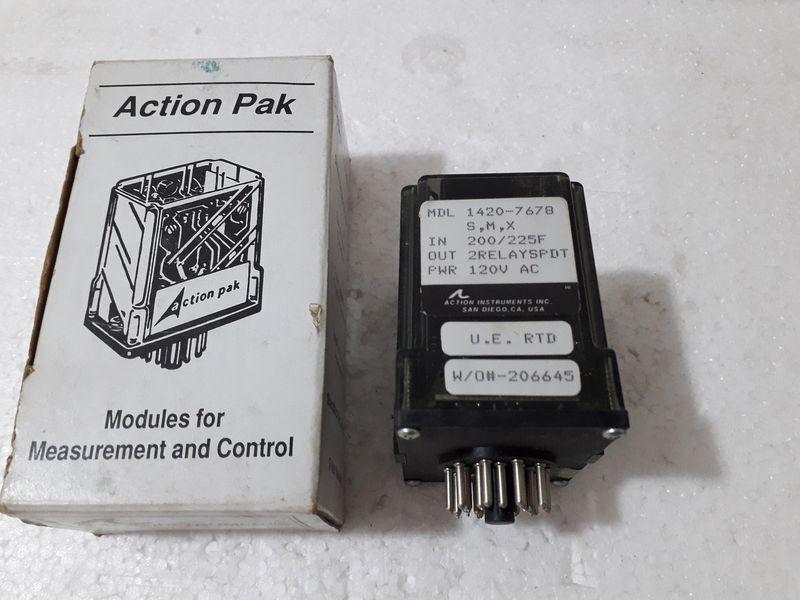 Action Pak
action pak
Modules for
Measurement and Control
MDL 1420-7678
S,M,X
IN 200/225F
OUT 2RELAYSPDT
PWR 120V AC
ACTION INSTRUMENTS INC.
SAN DIEGO, CA, USA
U.E. RTD
W/O#-206645